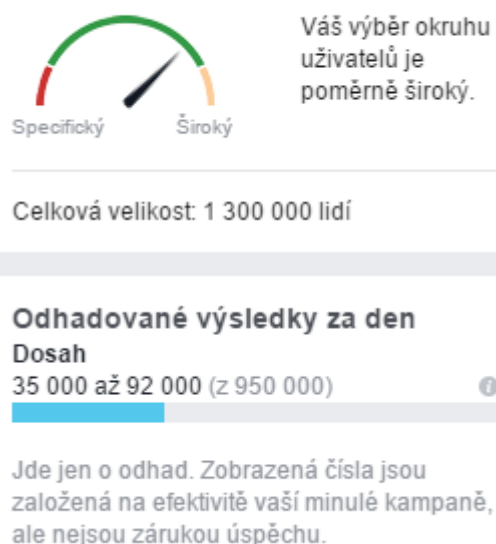 Váš výběr okruhu
uživatelů je
poměrně široký.
Specifický
Široký
Celková velikost: 1 300 000 lidí
Odhadované výsledky za den
Dosah
35 000 až 92 000 (z 950 000)
Jde jen o odhad. Zobrazená čísla jsou
založená na efektivitě vaší minulé kampaně,
ale nejsou zárukou úspěchu.